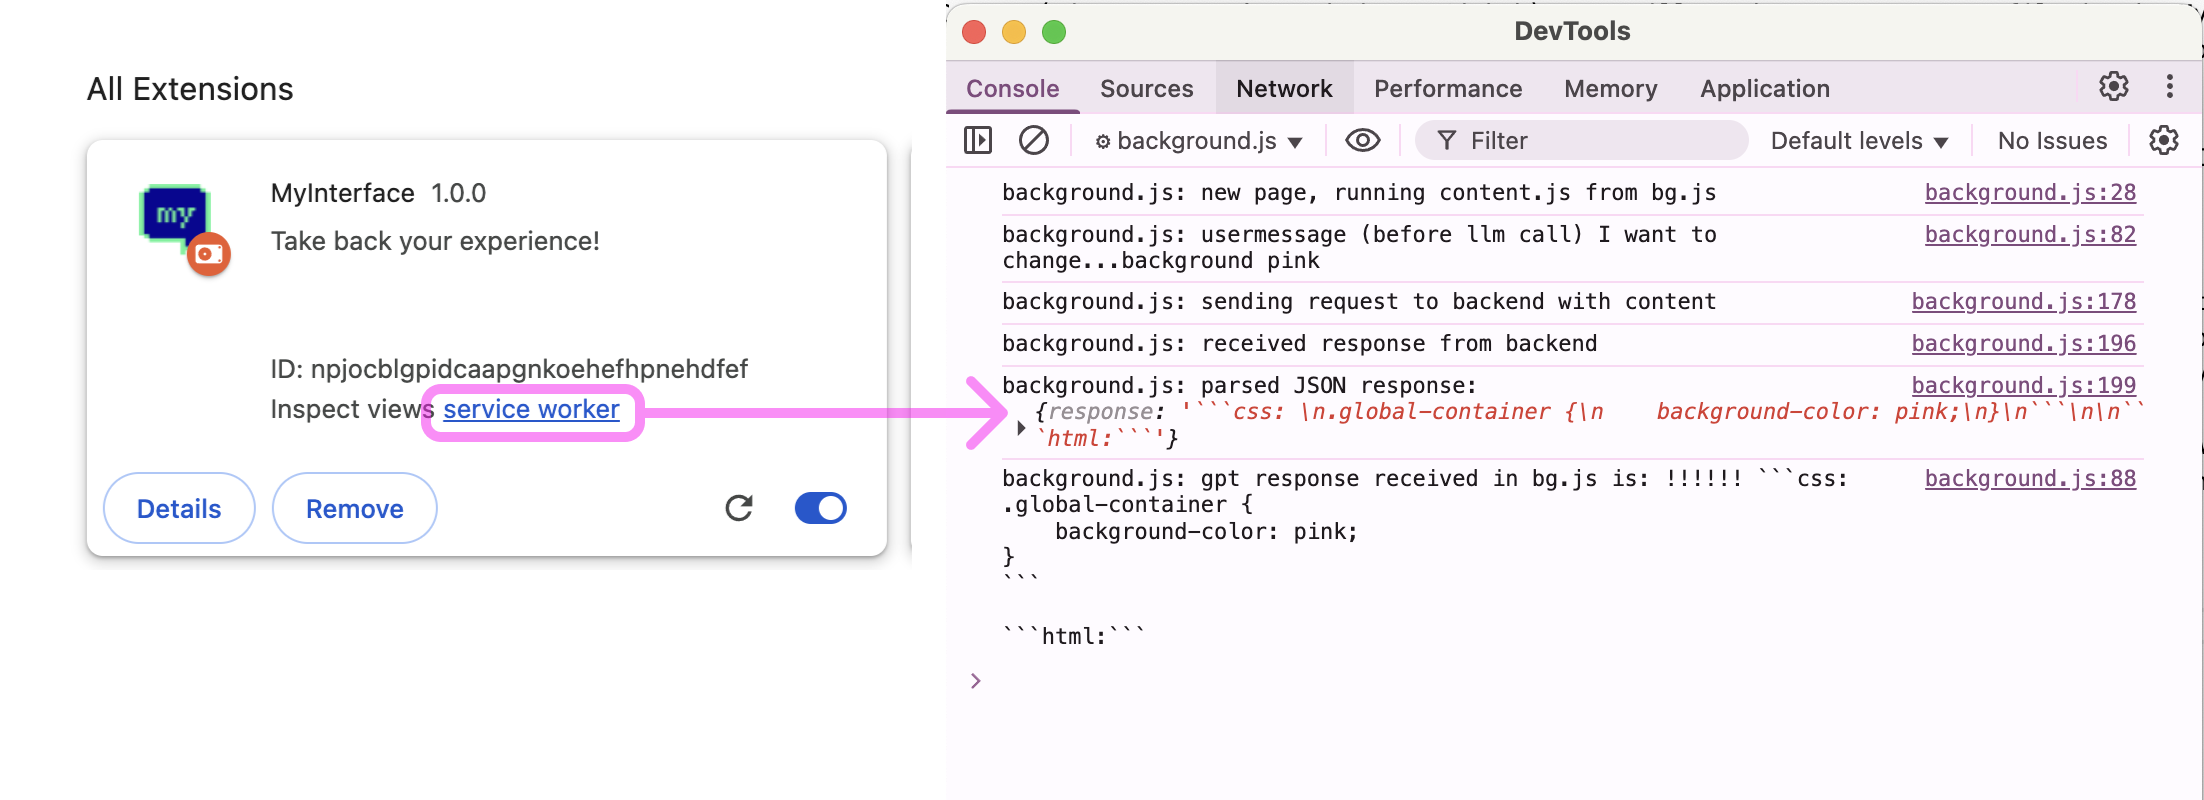 All Extensions
my
MyInterface 1.0.0
Take back your experience!
ID: npjocblgpidcaapgnkoehefhpnehdfef
Inspect views service worker
Details
Remove
DevTools
Console Sources Network Performance Memory Application
background.js ▼ Filter Default levels ▼ No Issues
background.js: new page, running content.js from bg.js background.js:28
background.js: usermessage (before llm call) I want to background.js:82
change...background pink
background.js: sending request to backend with content background.js:178
background.js: received response from backend background.js:196
background.js: parsed JSON response: background.js:199
{response: '```css: \n.global-container {\n    background-color: pink;\n}\n```\n\n``
`html:```'}
background.js: gpt response received in bg.js is: !!!!!! ```css: background.js:88
.global-container {
    background-color: pink;
}
```
```html:```
>